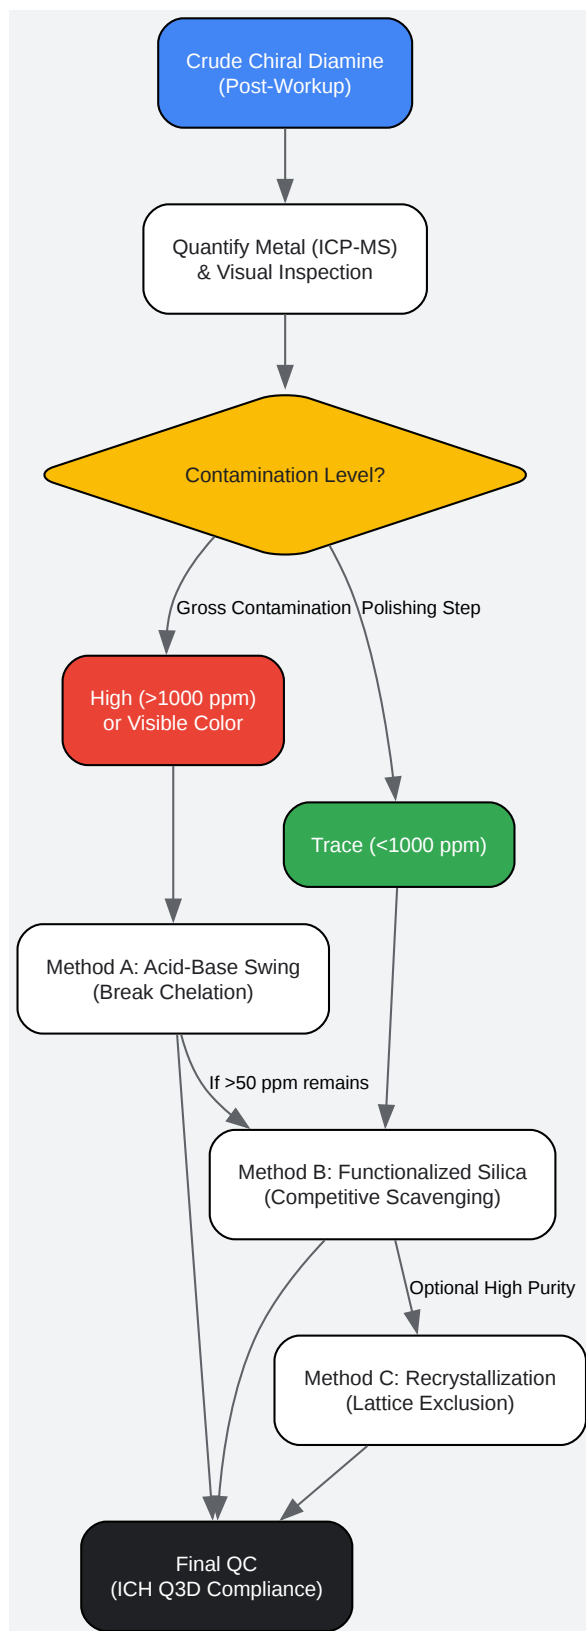 Crude Chiral Diamine
(Post-Workup)
Quantify Metal (ICP-MS)
& Visual Inspection
Contamination Level?
Gross Contamination
Polishing Step
High (>1000 ppm)
or Visible Color
Trace (<1000 ppm)
Method A: Acid-Base Swing
(Break Chelation)
If >50 ppm remains
Method B: Functionalized Silica
(Competitive Scavenging)
Optional High Purity
Method C: Recrystallization
(Lattice Exclusion)
Final QC
(ICH Q3D Compliance)